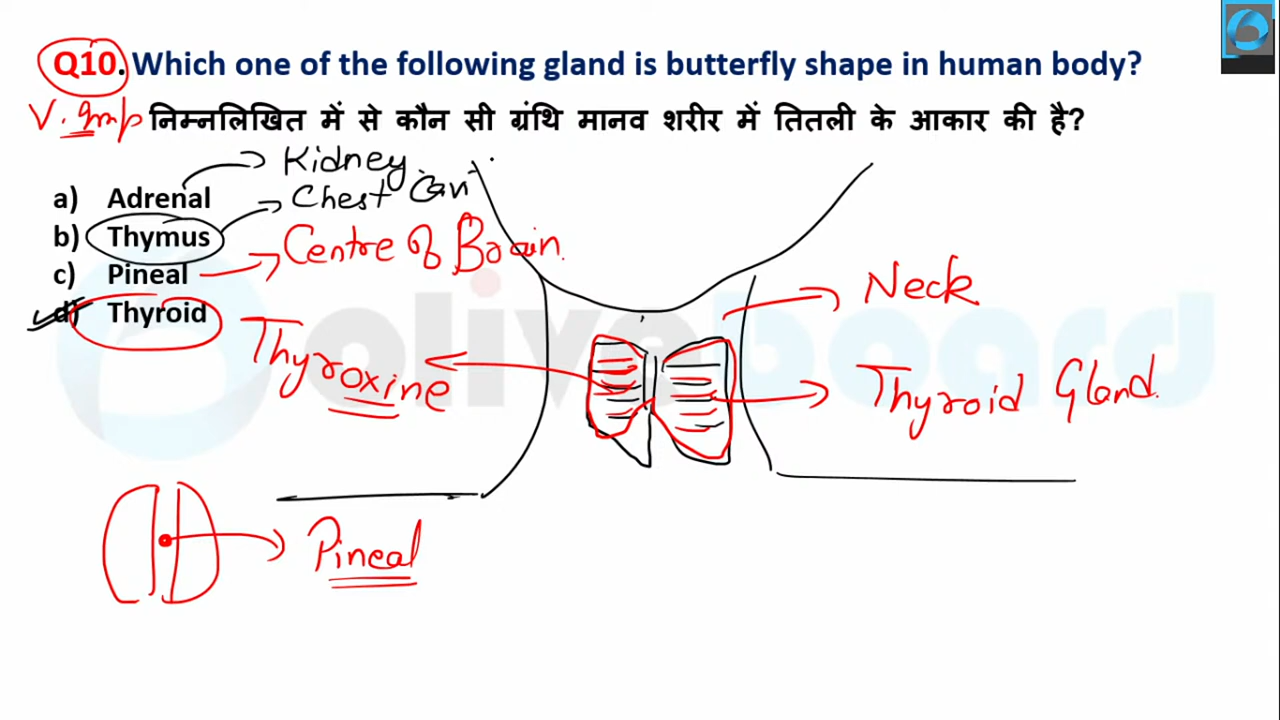 Q10. Which one of the following gland is butterfly shape in human body?
V. Imp निम्नलिखित में से कौन सी ग्रंथि मानव शरीर में तितली के आकार की है?
a) Adrenal Kidney
b) Thymus Chest
c) Pineal Centre of Brain
d) Thyroid
Neck
Thyroxine
Thyroid Gland
Pineal
oliveboard